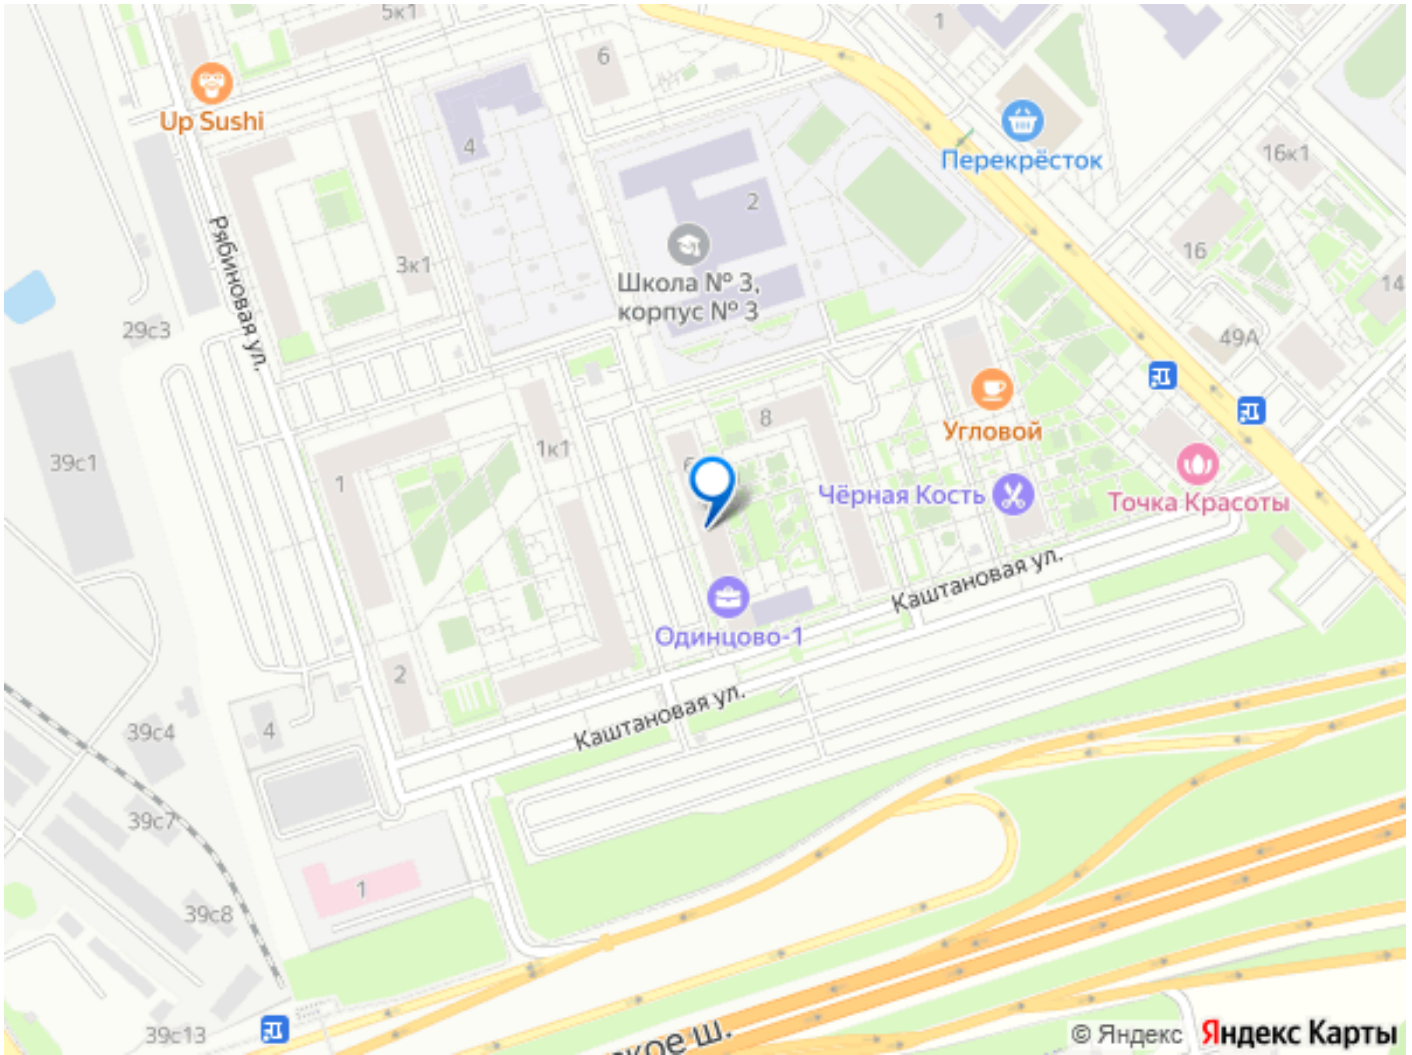 5к1
1
6
Up Sushi
4
Перекрёсток
16к1
2
Рябиновая ул.
3к1
Школа № 3,
корпус № 3
16
14
29с3
49А
39с1
1
1к1
8
Угловой
6
Чёрная Кость
Точка Красоты
Каштановая ул.
Одинцово-1
2
4
Каштановая ул.
39с4
39с7
1
39с8
39с13
кое ш.
© Яндекс
Яндекс Карты